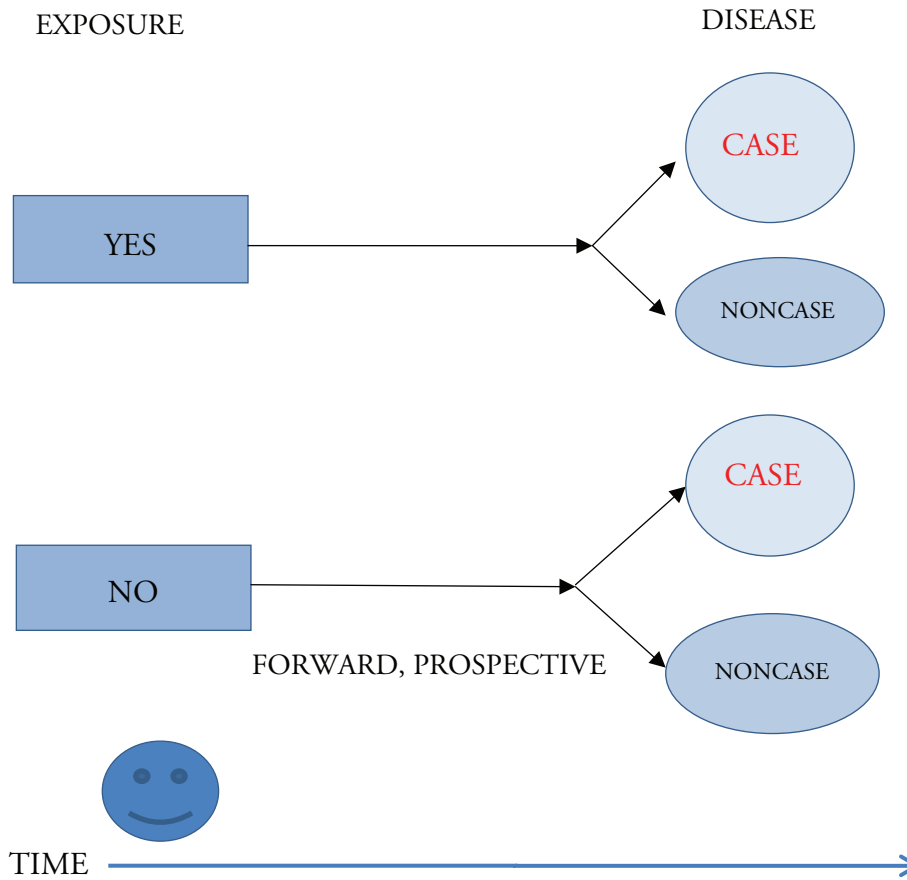 EXPOSURE
DISEASE
CASE
YES
NONCASE
CASE
NO
FORWARD, PROSPECTIVE
NONCASE
TIME